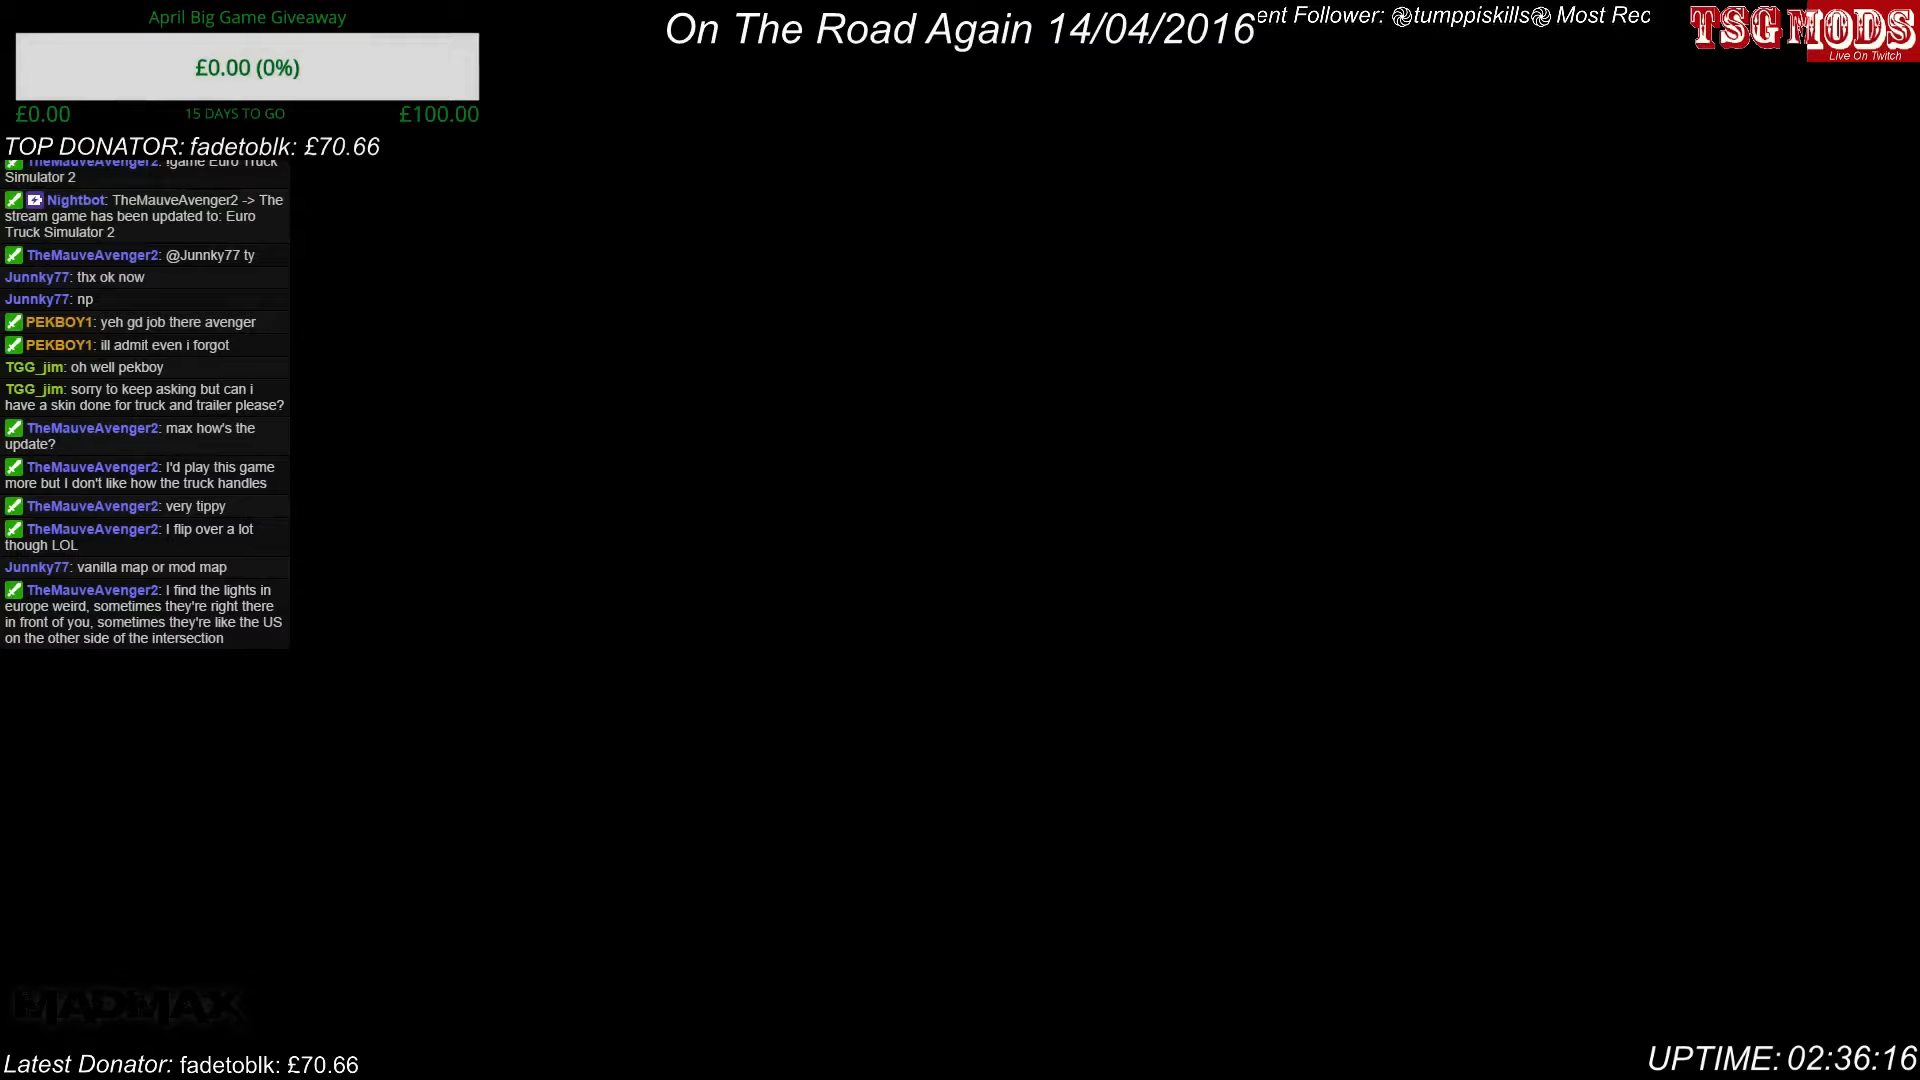 April Big Game Giveaway
£0.00 (0%)
£0.00 15 DAYS TO GO £100.00
TOP DONATOR: fadetoblk: £70.66
On The Road Again 14/04/2016
ent Follower: tumppiskills Most Rec
TSG MODS
Live On Twitch
TheMauveAvenger2: !game Euro Truck
Simulator 2
Nightbot: TheMauveAvenger2 -> The
stream game has been updated to: Euro
Truck Simulator 2
TheMauveAvenger2: @Junnky77 ty
Junnky77: thx ok now
Junnky77: np
PEKBOY1: yeh gd job there avenger
PEKBOY1: ill admit even i forgot
TGG_jim: oh well pekboy
TGG_jim: sorry to keep asking but can i
have a skin done for truck and trailer please?
TheMauveAvenger2: max how's the
update?
TheMauveAvenger2: I'd play this game
more but I don't like how the truck handles
TheMauveAvenger2: very tippy
TheMauveAvenger2: I flip over a lot
though LOL
Junnky77: vanilla map or mod map
TheMauveAvenger2: I find the lights in
europe weird, sometimes they're right there
in front of you, sometimes they're like the US
on the other side of the intersection
MADMAX
Latest Donator: fadetoblk: £70.66
UPTIME: 02:36:16